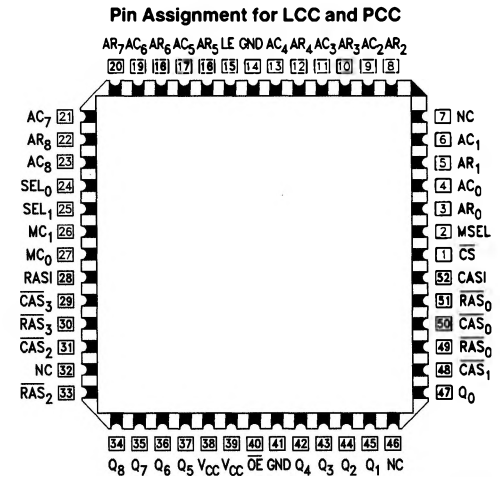 Pin Assignment for LCC and PCC
AR7 AC6 AR6 AC5 AR5 LE GND AC4 AR4 AC3 AR3 AC2 AR2
20 19 18 17 16 15 14 13 12 11 10 9 8
AC7 21
AR8 22
AC8 23
SEL0 24
SEL1 25
MC1 26
MC0 27
RASI 28
CAS3 29
RAS3 30
CAS2 31
NC 32
RAS2 33
7 NC
6 AC1
5 AR1
4 AC0
3 AR0
2 MSEL
1 CS
52 CASI
51 RAS0
50 CAS0
49 RAS0
48 CAS1
47 Q0
34 35 36 37 38 39 40 41 42 43 44 45 46
Q8 Q7 Q6 Q5 VCC VCC OE GND Q4 Q3 Q2 Q1 NC